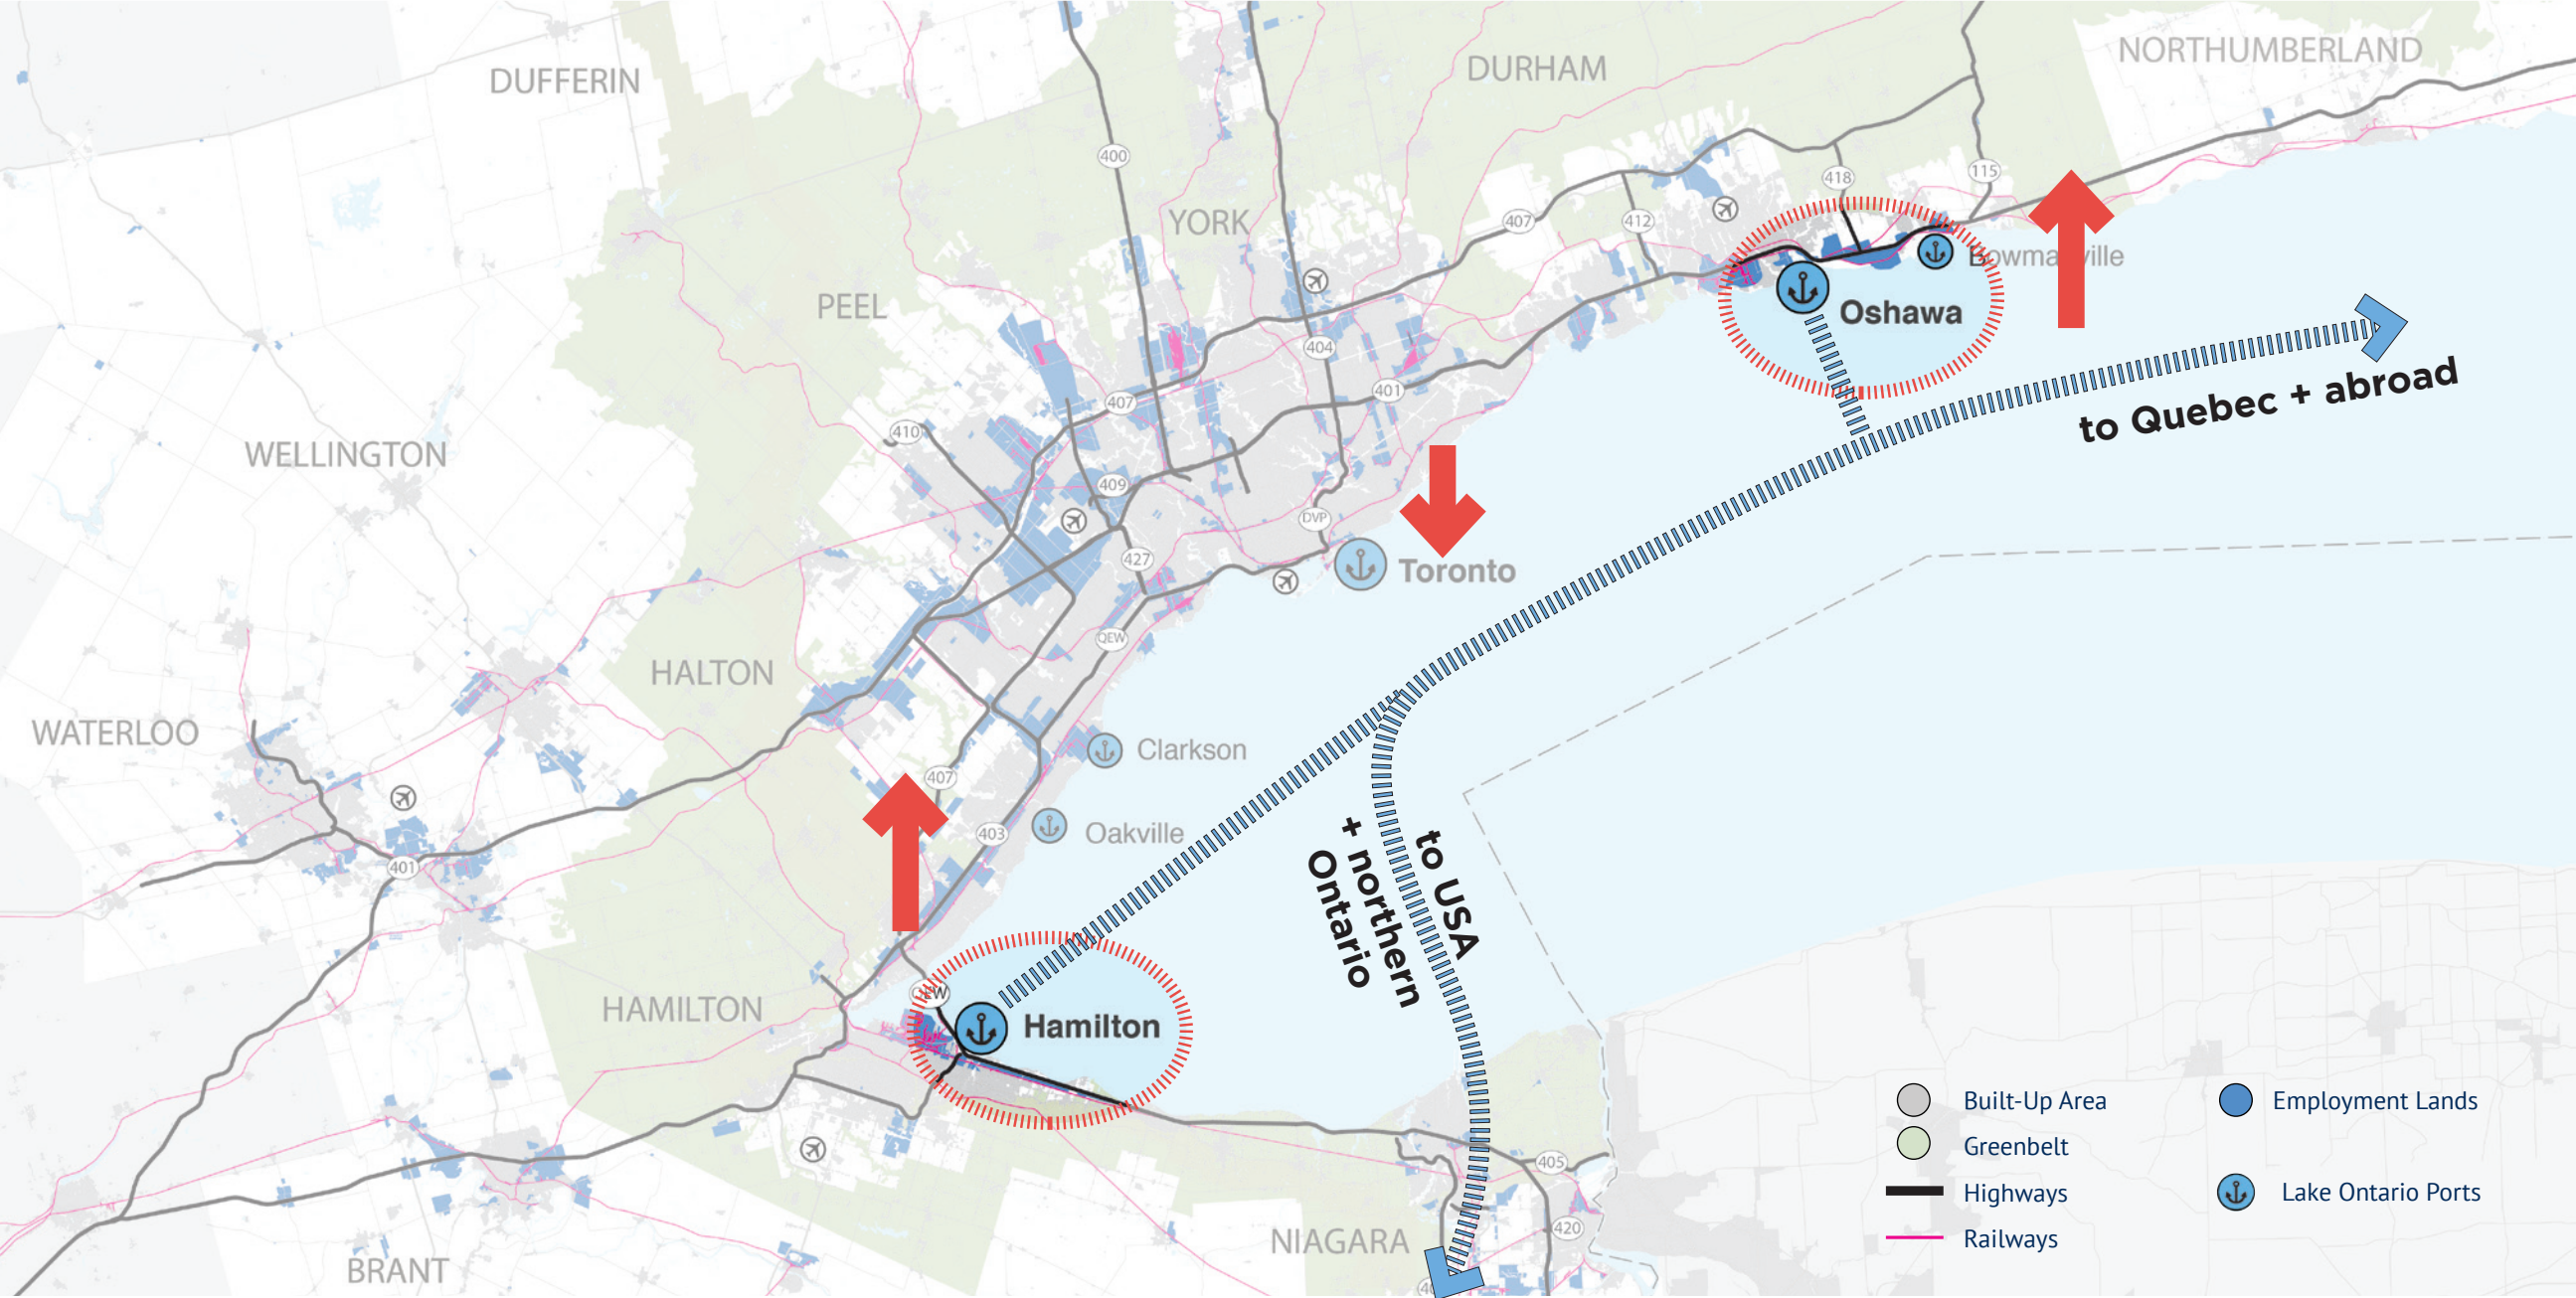 DUFFERIN
DURHAM
NORTHUMBERLAND
400
YORK
407
412
418
115
Bowmanville
Oshawa
PEEL
404
401
407
410
to Quebec + abroad
WELLINGTON
409
DVP
427
Toronto
QEW
HALTON
WATERLOO
Clarkson
407
403
Oakville
401
to USA
+ northern
Ontario
HAMILTON
QEW
Hamilton
405
NIAGARA
420
BRANT
Built-Up Area
Greenbelt
Highways
Railways
Employment Lands
Lake Ontario Ports